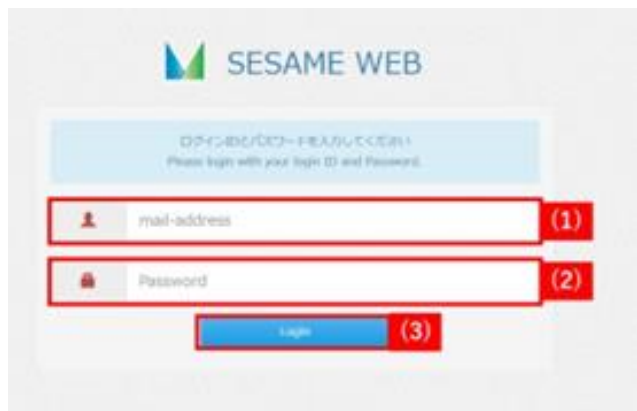 SESAME WEB
ログインIDとパスワードを入力してください
Please login with your login ID and Password.
mail-address
(1)
Password
(2)
Login
(3)